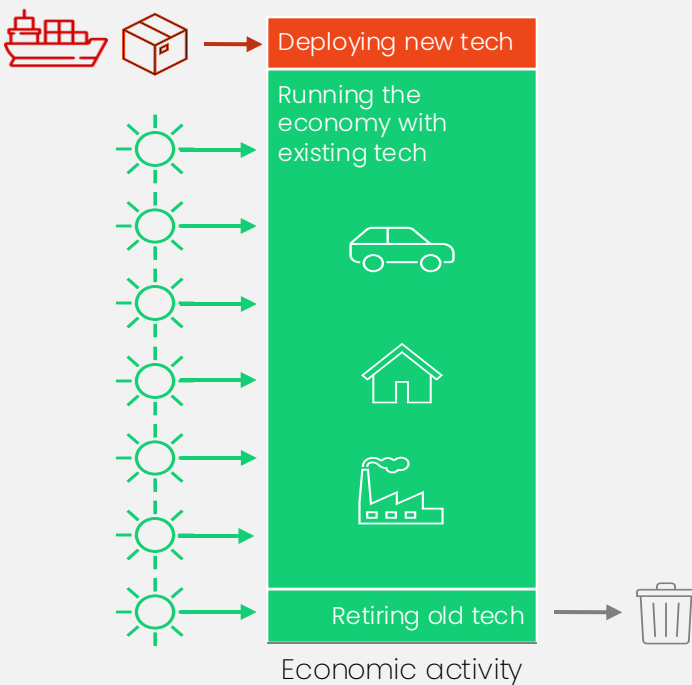 Deploying new tech
Running the
economy with
existing tech
Retiring old tech
Economic activity